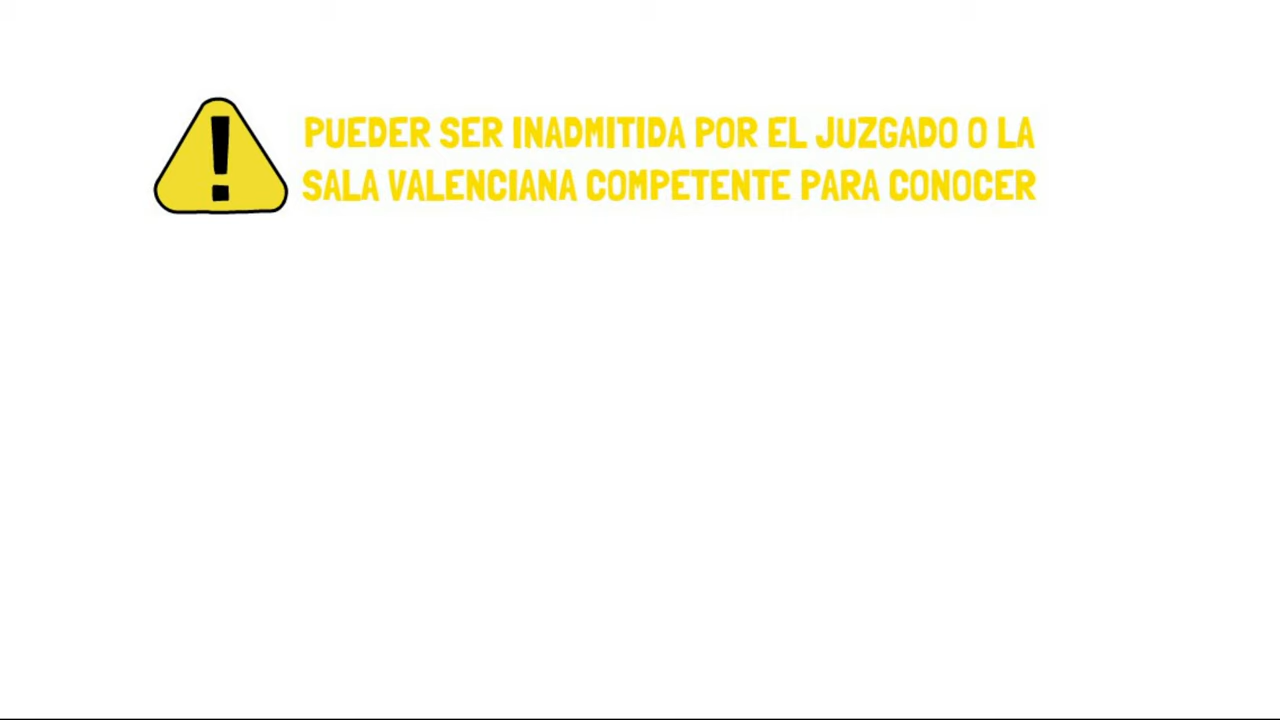 PUEDER SER INADMITIDA POR EL JUZGADO O LA
SALA VALENCIANA COMPETENTE PARA CONOCER